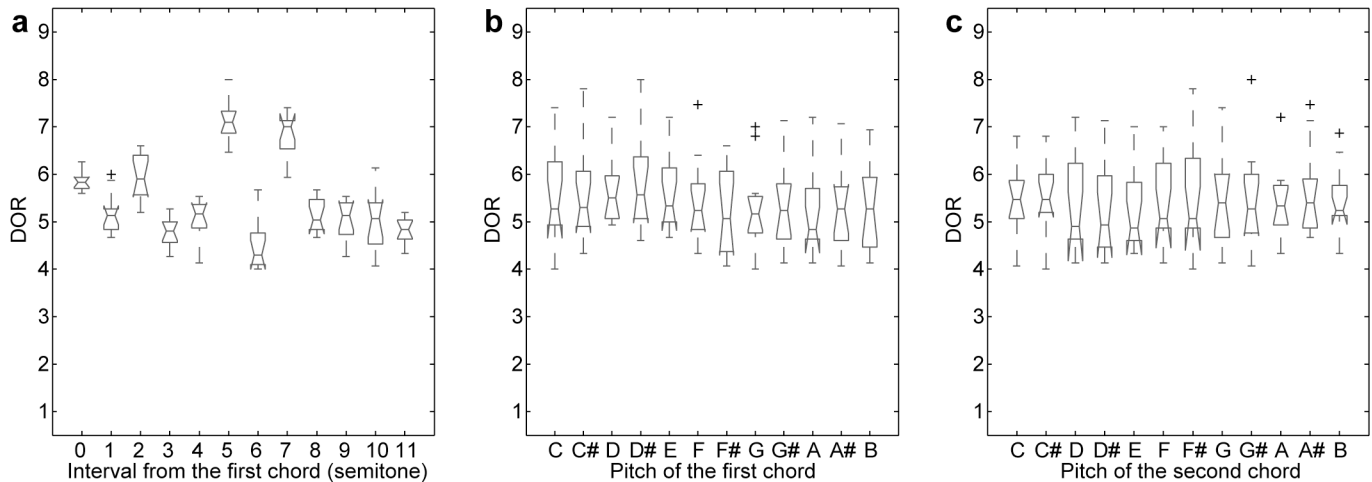 a
9
8
7
6
5
4
3
2
1
DOR
0 1 2 3 4 5 6 7 8 9 10 11
Interval from the first chord (semitone)
b
9
8
7
6
5
4
3
2
1
DOR
C C# D D# E F F# G G# A A# B
Pitch of the first chord
c
9
8
7
6
5
4
3
2
1
DOR
C C# D D# E F F# G G# A A# B
Pitch of the second chord